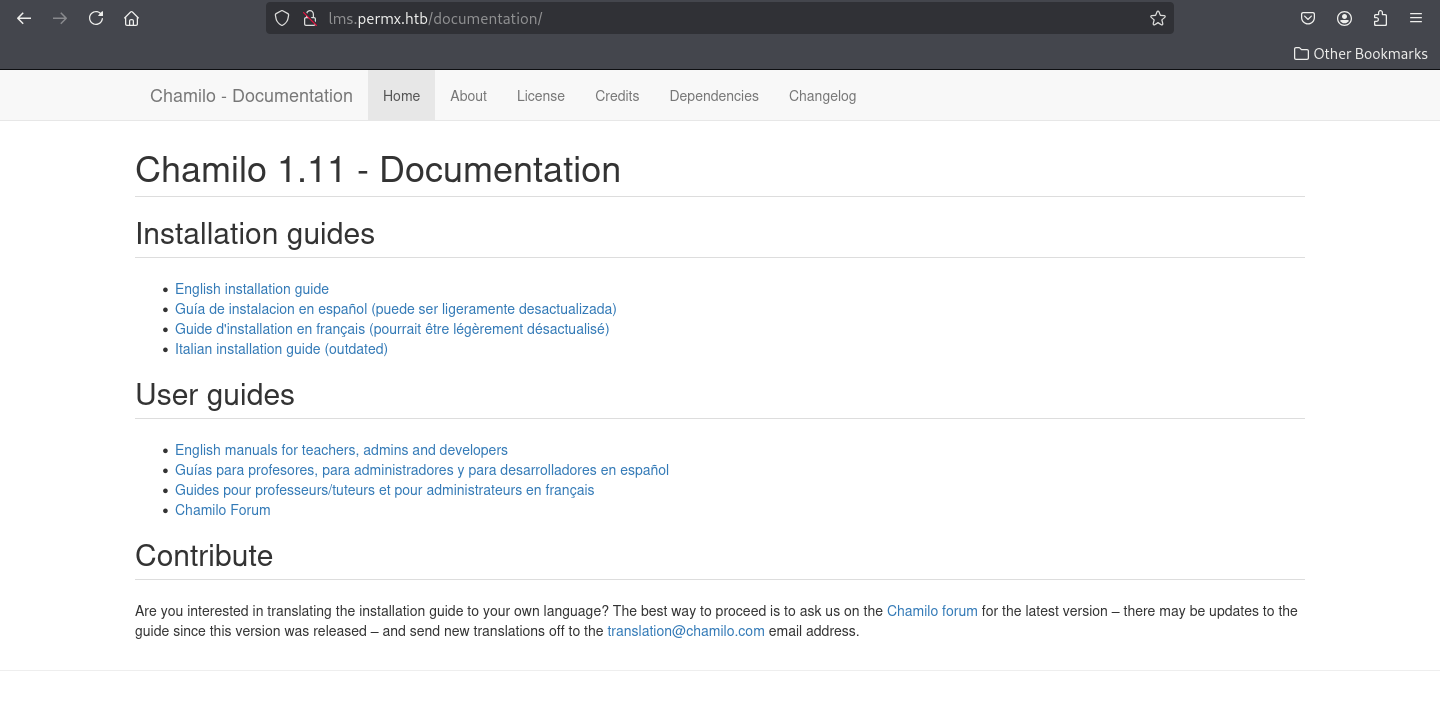 lms.permx.htb/documentation/
Other Bookmarks
Chamilo - Documentation Home About License Credits Dependencies Changelog
Chamilo 1.11 - Documentation
Installation guides
• English installation guide
• Guía de instalacion en español (puede ser ligeramente desactualizada)
• Guide d'installation en français (pourrait être légèrement désactualisé)
• Italian installation guide (outdated)
User guides
• English manuals for teachers, admins and developers
• Guías para profesores, para administradores y para desarrolladores en español
• Guides pour professeurs/tuteurs et pour administrateurs en français
• Chamilo Forum
Contribute
Are you interested in translating the installation guide to your own language? The best way to proceed is to ask us on the Chamilo forum for the latest version – there may be updates to the
guide since this version was released – and send new translations off to the translation@chamilo.com email address.